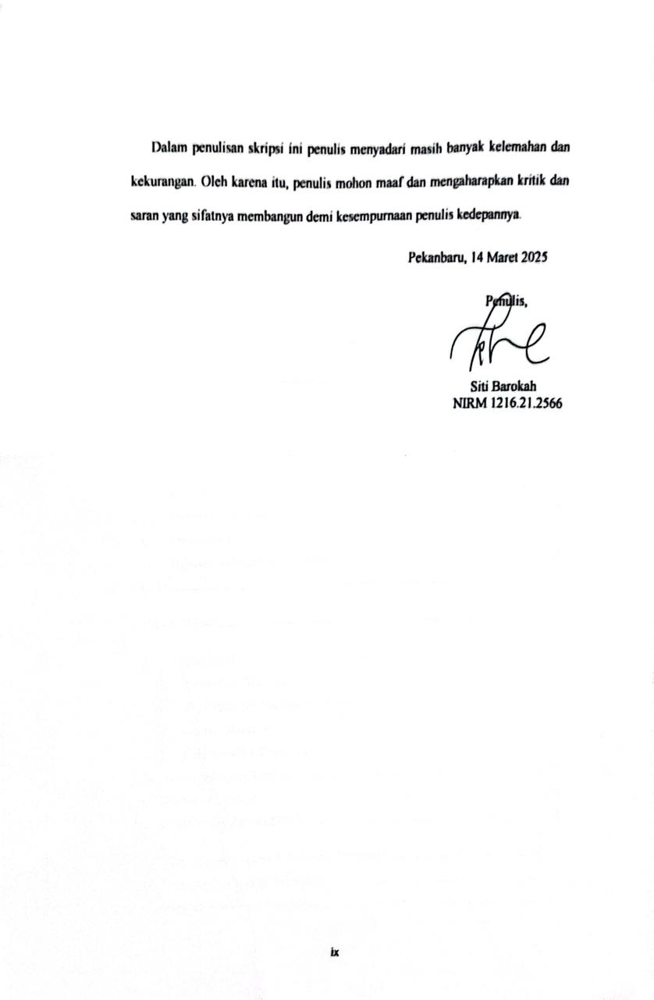 Dalam penulisan skripsi ini penulis menyadari masih banyak kelemahan dan
kekurangan. Oleh karena itu, penulis mohon maaf dan mengaharapkan kritik dan
saran yang sifatnya membangun demi kesempurnaan penulis kedepannya.
Pekanbaru, 14 Maret 2025
Penulis,
Siti Barokah
NIRM 1216.21.2566
ix